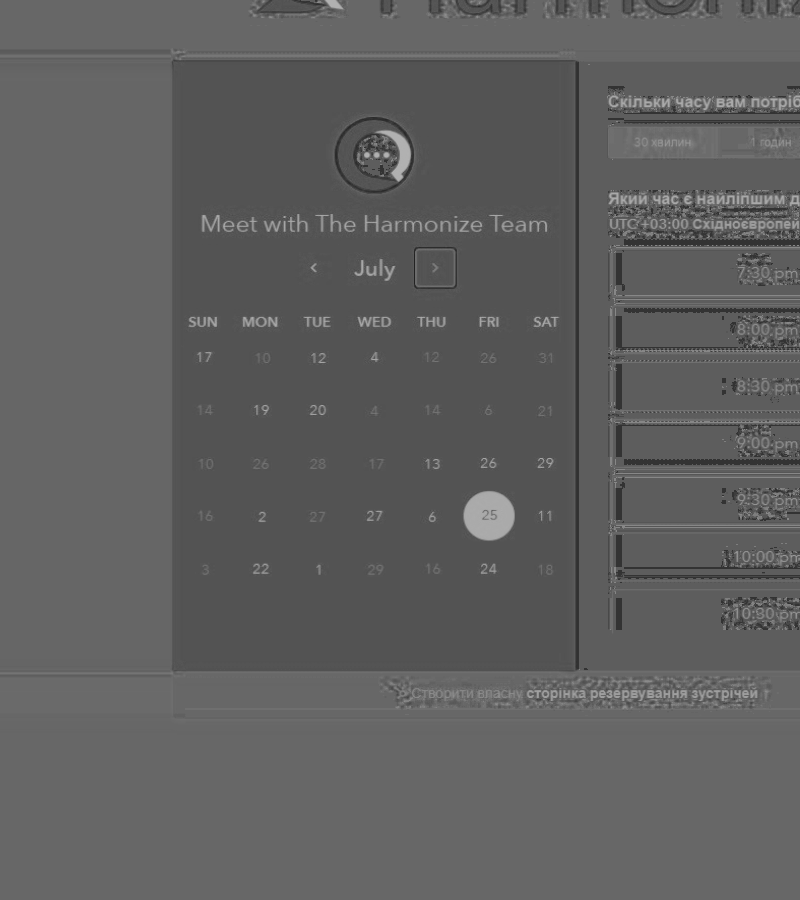 Meet with The Harmonize Team
‹ July ›
SUN MON TUE WED THU FRI SAT
17 10 12 4 12 26 31
14 19 20 4 14 6 21
10 26 28 17 13 26 29
16 2 27 27 6 25 11
3 22 1 29 16 24 18
Скільки часу вам потріб
30 хвилин 1 годин
Який час є найліпшим д
UTC +03:00 Східноєвропей
7:30 pm
8:00 pm
8:30 pm
9:00 pm
9:30 pm
10:00 pm
10:30 pm
Створити власну сторінка резервування зустрічей